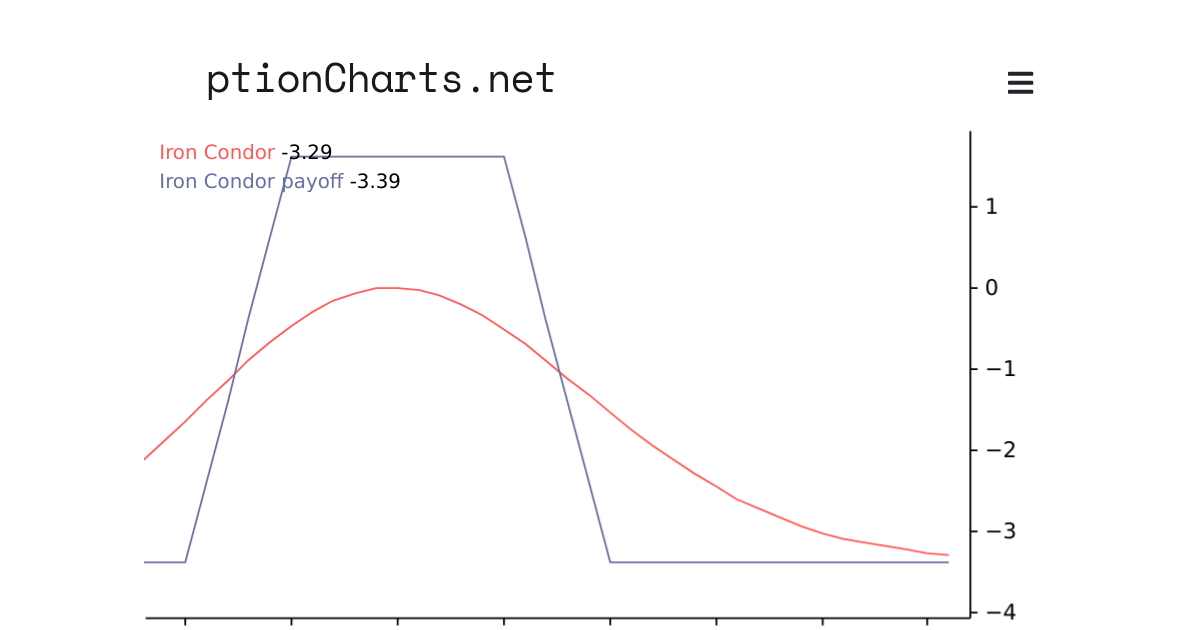 ptionCharts.net
Iron Condor -3.29
Iron Condor payoff -3.39
1
0
−1
−2
−3
−4